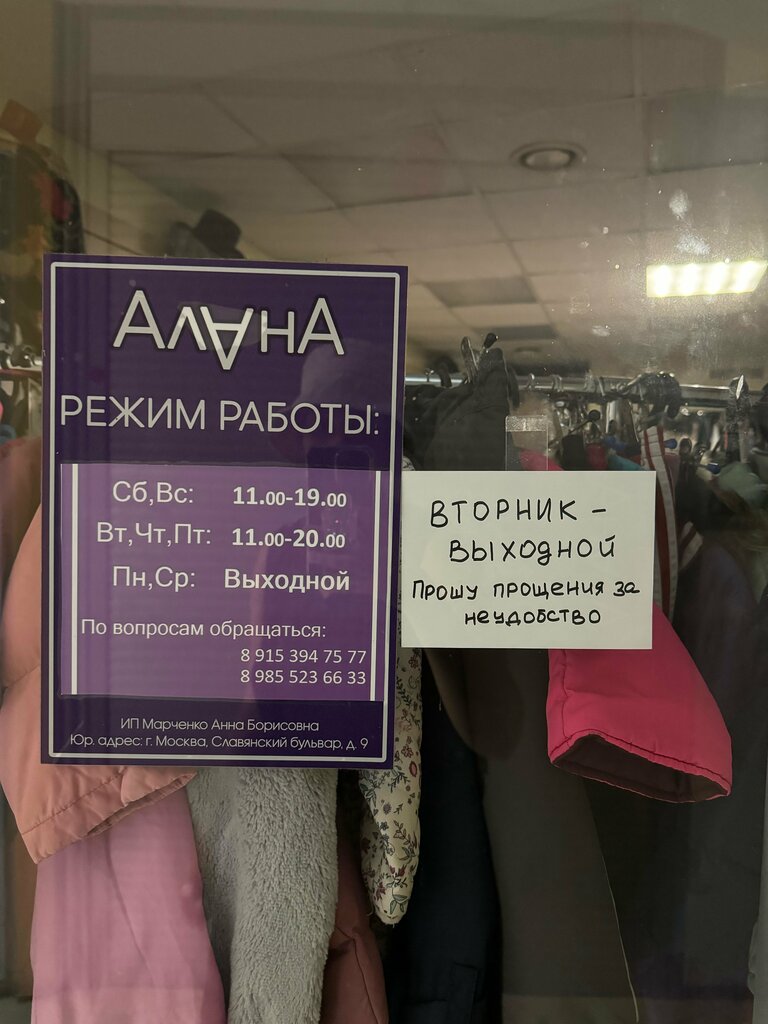 АЛАНА
РЕЖИМ РАБОТЫ:
Сб,Вс: 11.00-19.00
Вт,Чт,Пт: 11.00-20.00
Пн,Ср: Выходной
По вопросам обращаться:
8 915 394 75 77
8 985 523 66 33
ИП Марченко Анна Борисовна
Юр. адрес: г. Москва, Славянский бульвар, д. 9
ВТОРНИК -
ВЫХОДНОЙ
Прошу прощения за
неудобство